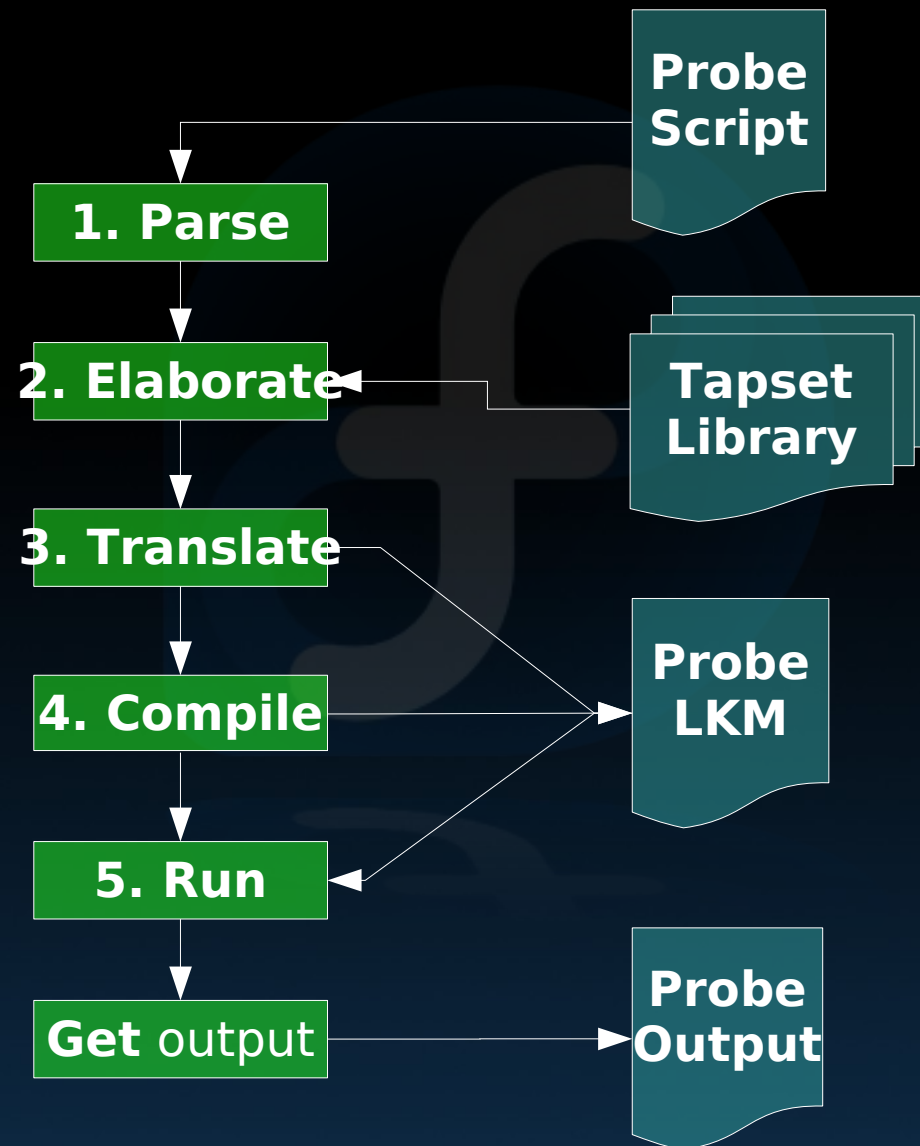 Probe
Script
1. Parse
2. Elaborate
Tapset
Library
3. Translate
Probe
LKM
4. Compile
5. Run
Probe
Output
Get output